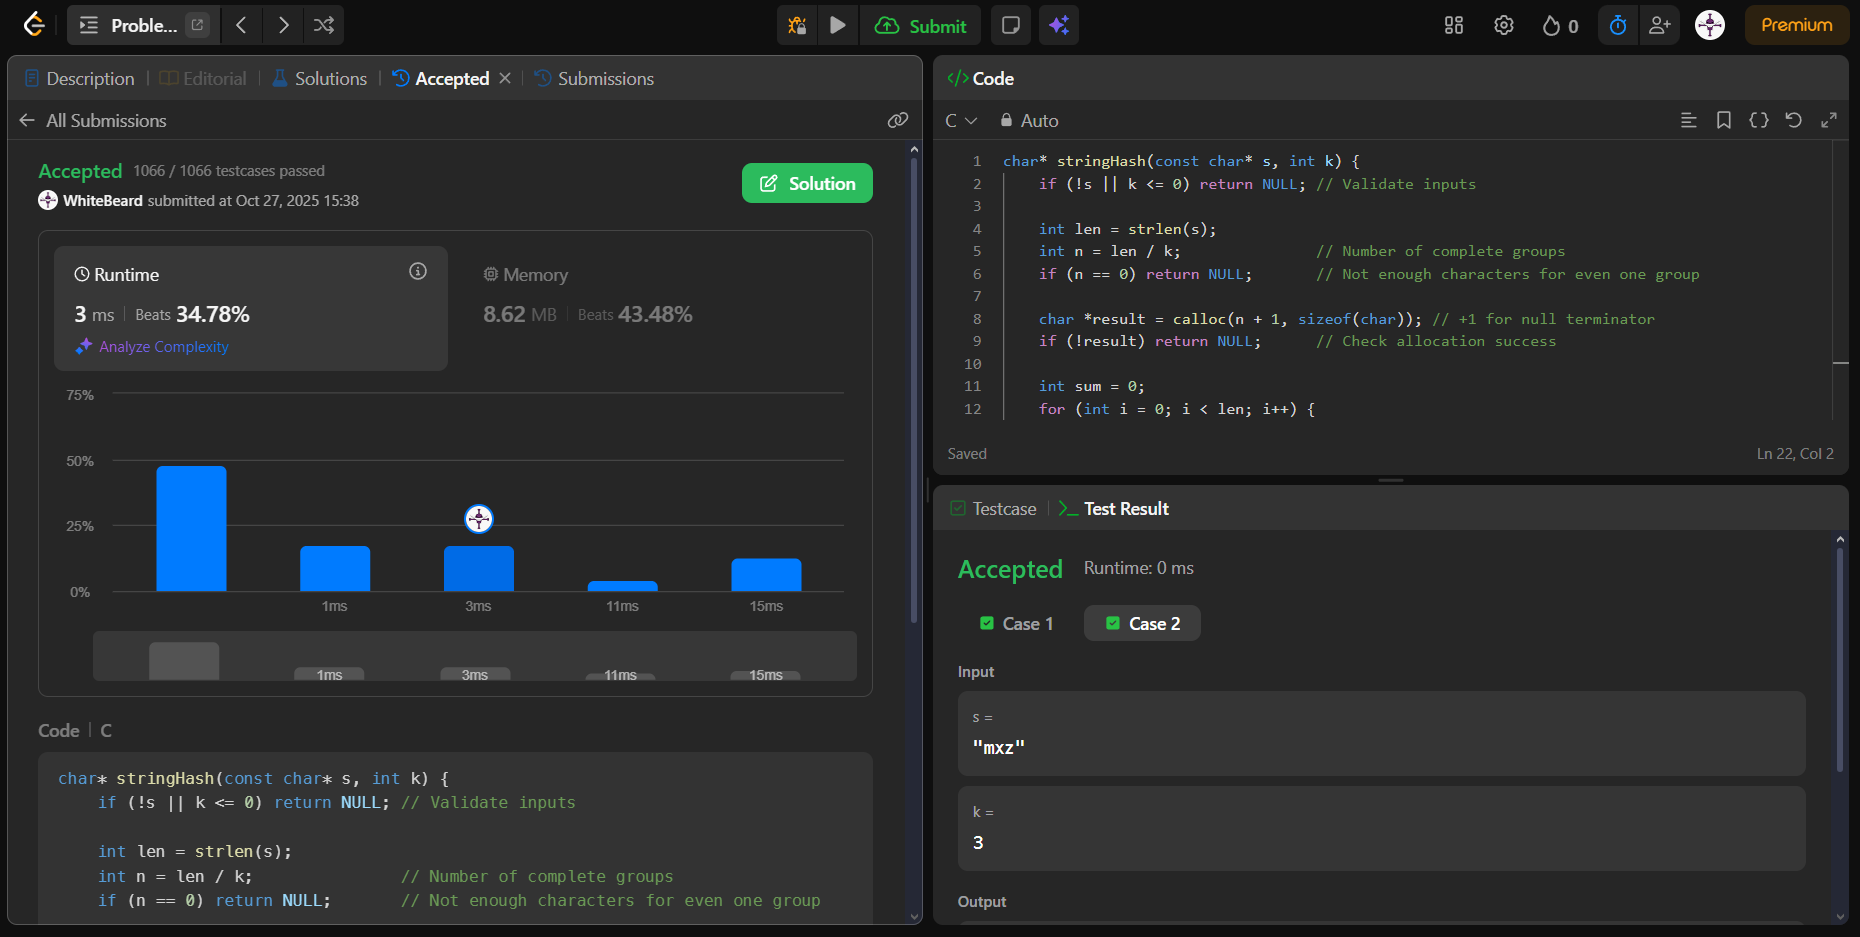 Proble...
Submit
0
Premium
Description
Editorial
Solutions
Accepted
Submissions
All Submissions
Accepted 1066 / 1066 testcases passed
WhiteBeard submitted at Oct 27, 2025 15:38
Solution
Runtime
3 ms | Beats 34.78%
Analyze Complexity
Memory
8.62 MB | Beats 43.48%
75%
50%
25%
0%
1ms 3ms 11ms 15ms
1ms 3ms 11ms 15ms
Code | C
char* stringHash(const char* s, int k) {
    if (!s || k <= 0) return NULL; // Validate inputs
    int len = strlen(s);
    int n = len / k;               // Number of complete groups
    if (n == 0) return NULL;       // Not enough characters for even one group
Code
C
Auto
1 char* stringHash(const char* s, int k) {
2     if (!s || k <= 0) return NULL; // Validate inputs
3
4     int len = strlen(s);
5     int n = len / k;               // Number of complete groups
6     if (n == 0) return NULL;       // Not enough characters for even one group
7
8     char *result = calloc(n + 1, sizeof(char)); // +1 for null terminator
9     if (!result) return NULL;      // Check allocation success
10
11     int sum = 0;
12     for (int i = 0; i < len; i++) {
Saved
Ln 22, Col 2
Testcase
Test Result
Accepted Runtime: 0 ms
Case 1
Case 2
Input
s =
"mxz"
k =
3
Output